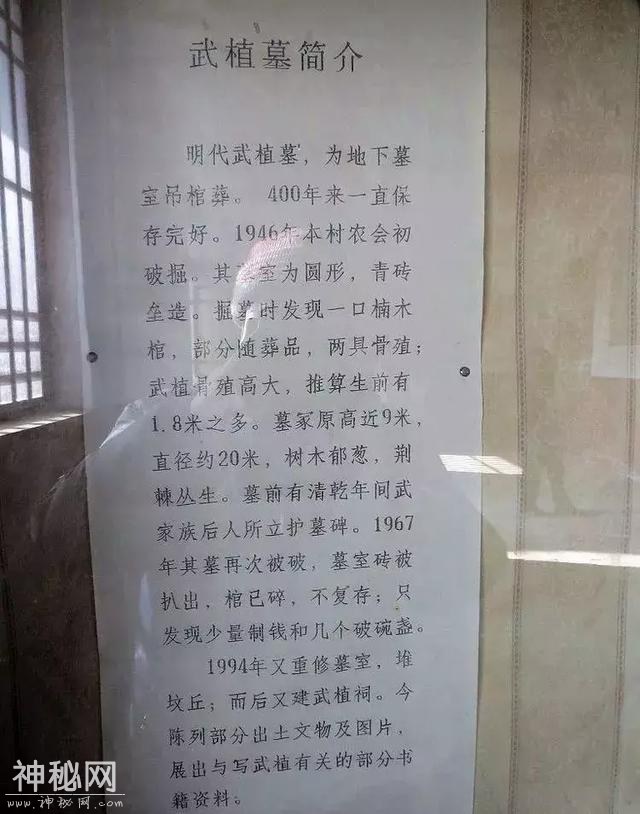 武植墓简介
明代武植墓，为地下墓
室吊棺葬。 400年来一直保
存完好。1946年本村农会初
破掘。其墓室为圆形，青砖
垒造。掘墓时发现一口楠木
棺，部分随葬品，两具骨殖；
武植骨殖高大，推算生前有
1.8米之多。墓冢原高近9米，
直径约20米，树木郁葱，荆
棘丛生。墓前有清乾年间武
家族后人所立护墓碑。1967
年其墓再次被破，墓室砖被
扒出，棺已碎，不复存；只
发现少量制钱和几个破碗盏。
1994年又重修墓室，堆
坟丘；而后又建武植祠。今
陈列部分出土文物及图片，
展出与写武植有关的部分书
籍资料。
神秘网
www.神秘网.com